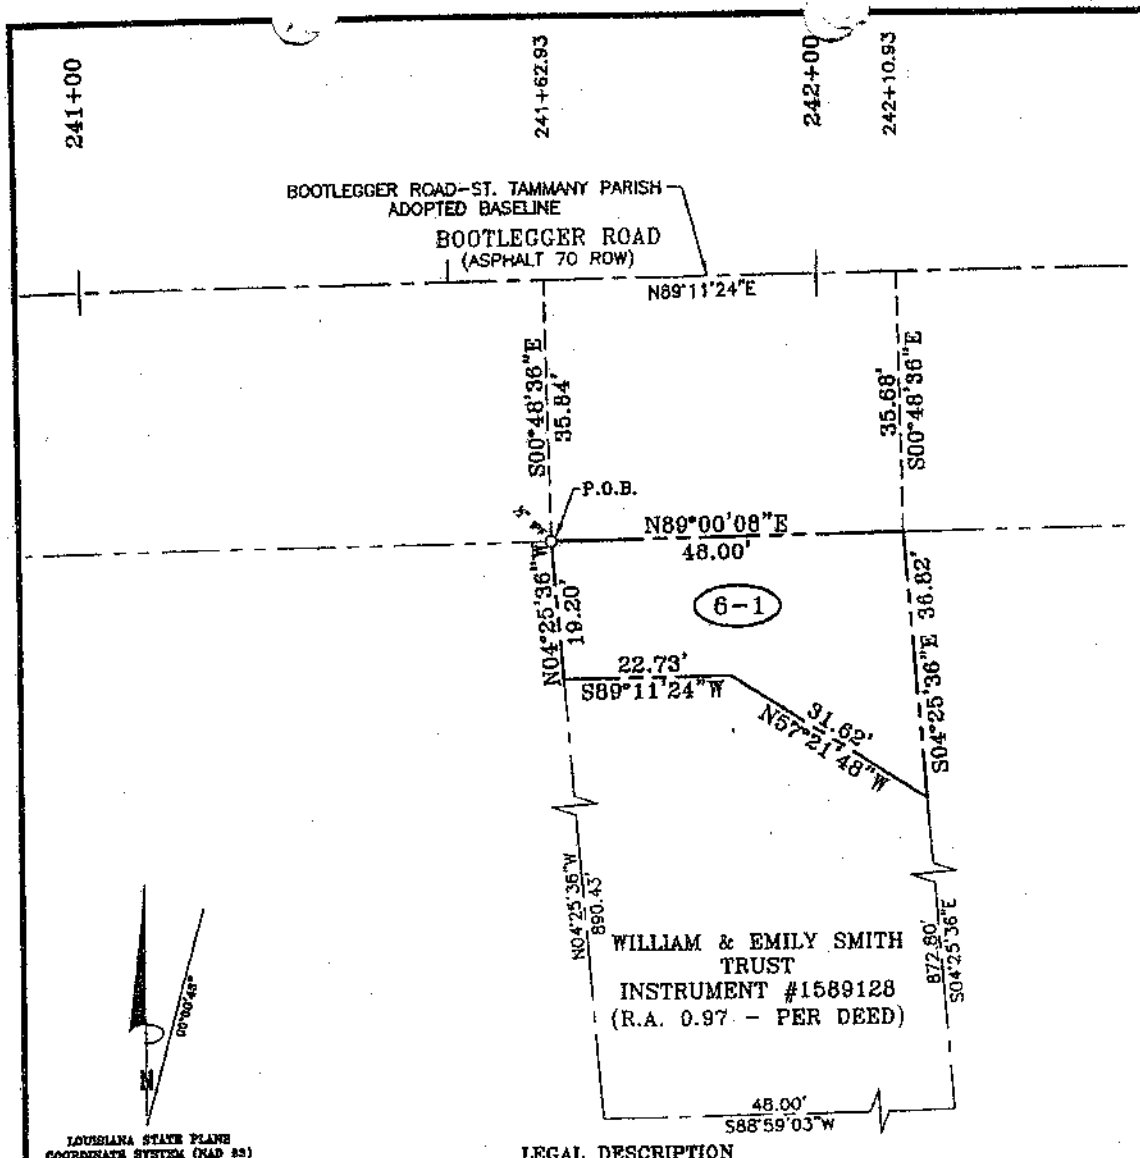 241+00
241+62.93
242+00
242+10.93
BOOTLEGGER ROAD-ST. TAMMANY PARISH
ADOPTED BASELINE
BOOTLEGGER ROAD
(ASPHALT 70 ROW)
N89°11'24"E
S00°48'36"E
35.84'
35.68'
S00°48'36"E
P.O.B.
N89°00'08"E
48.00'
N04°25'36"W
19.20'
6-1
S04°25'36"E 36.82'
22.73'
S89°11'24"W
31.62'
N57°21'48"W
N04°25'36"W
890.43'
872.80'
S04°25'36"E
WILLIAM & EMILY SMITH
TRUST
INSTRUMENT #1589128
(R.A. 0.97 - PER DEED)
48.00'
S88°59'03"W
LOUISIANA STATE PLANE
COORDINATE SYSTEM (NAD 83)
LEGAL DESCRIPTION